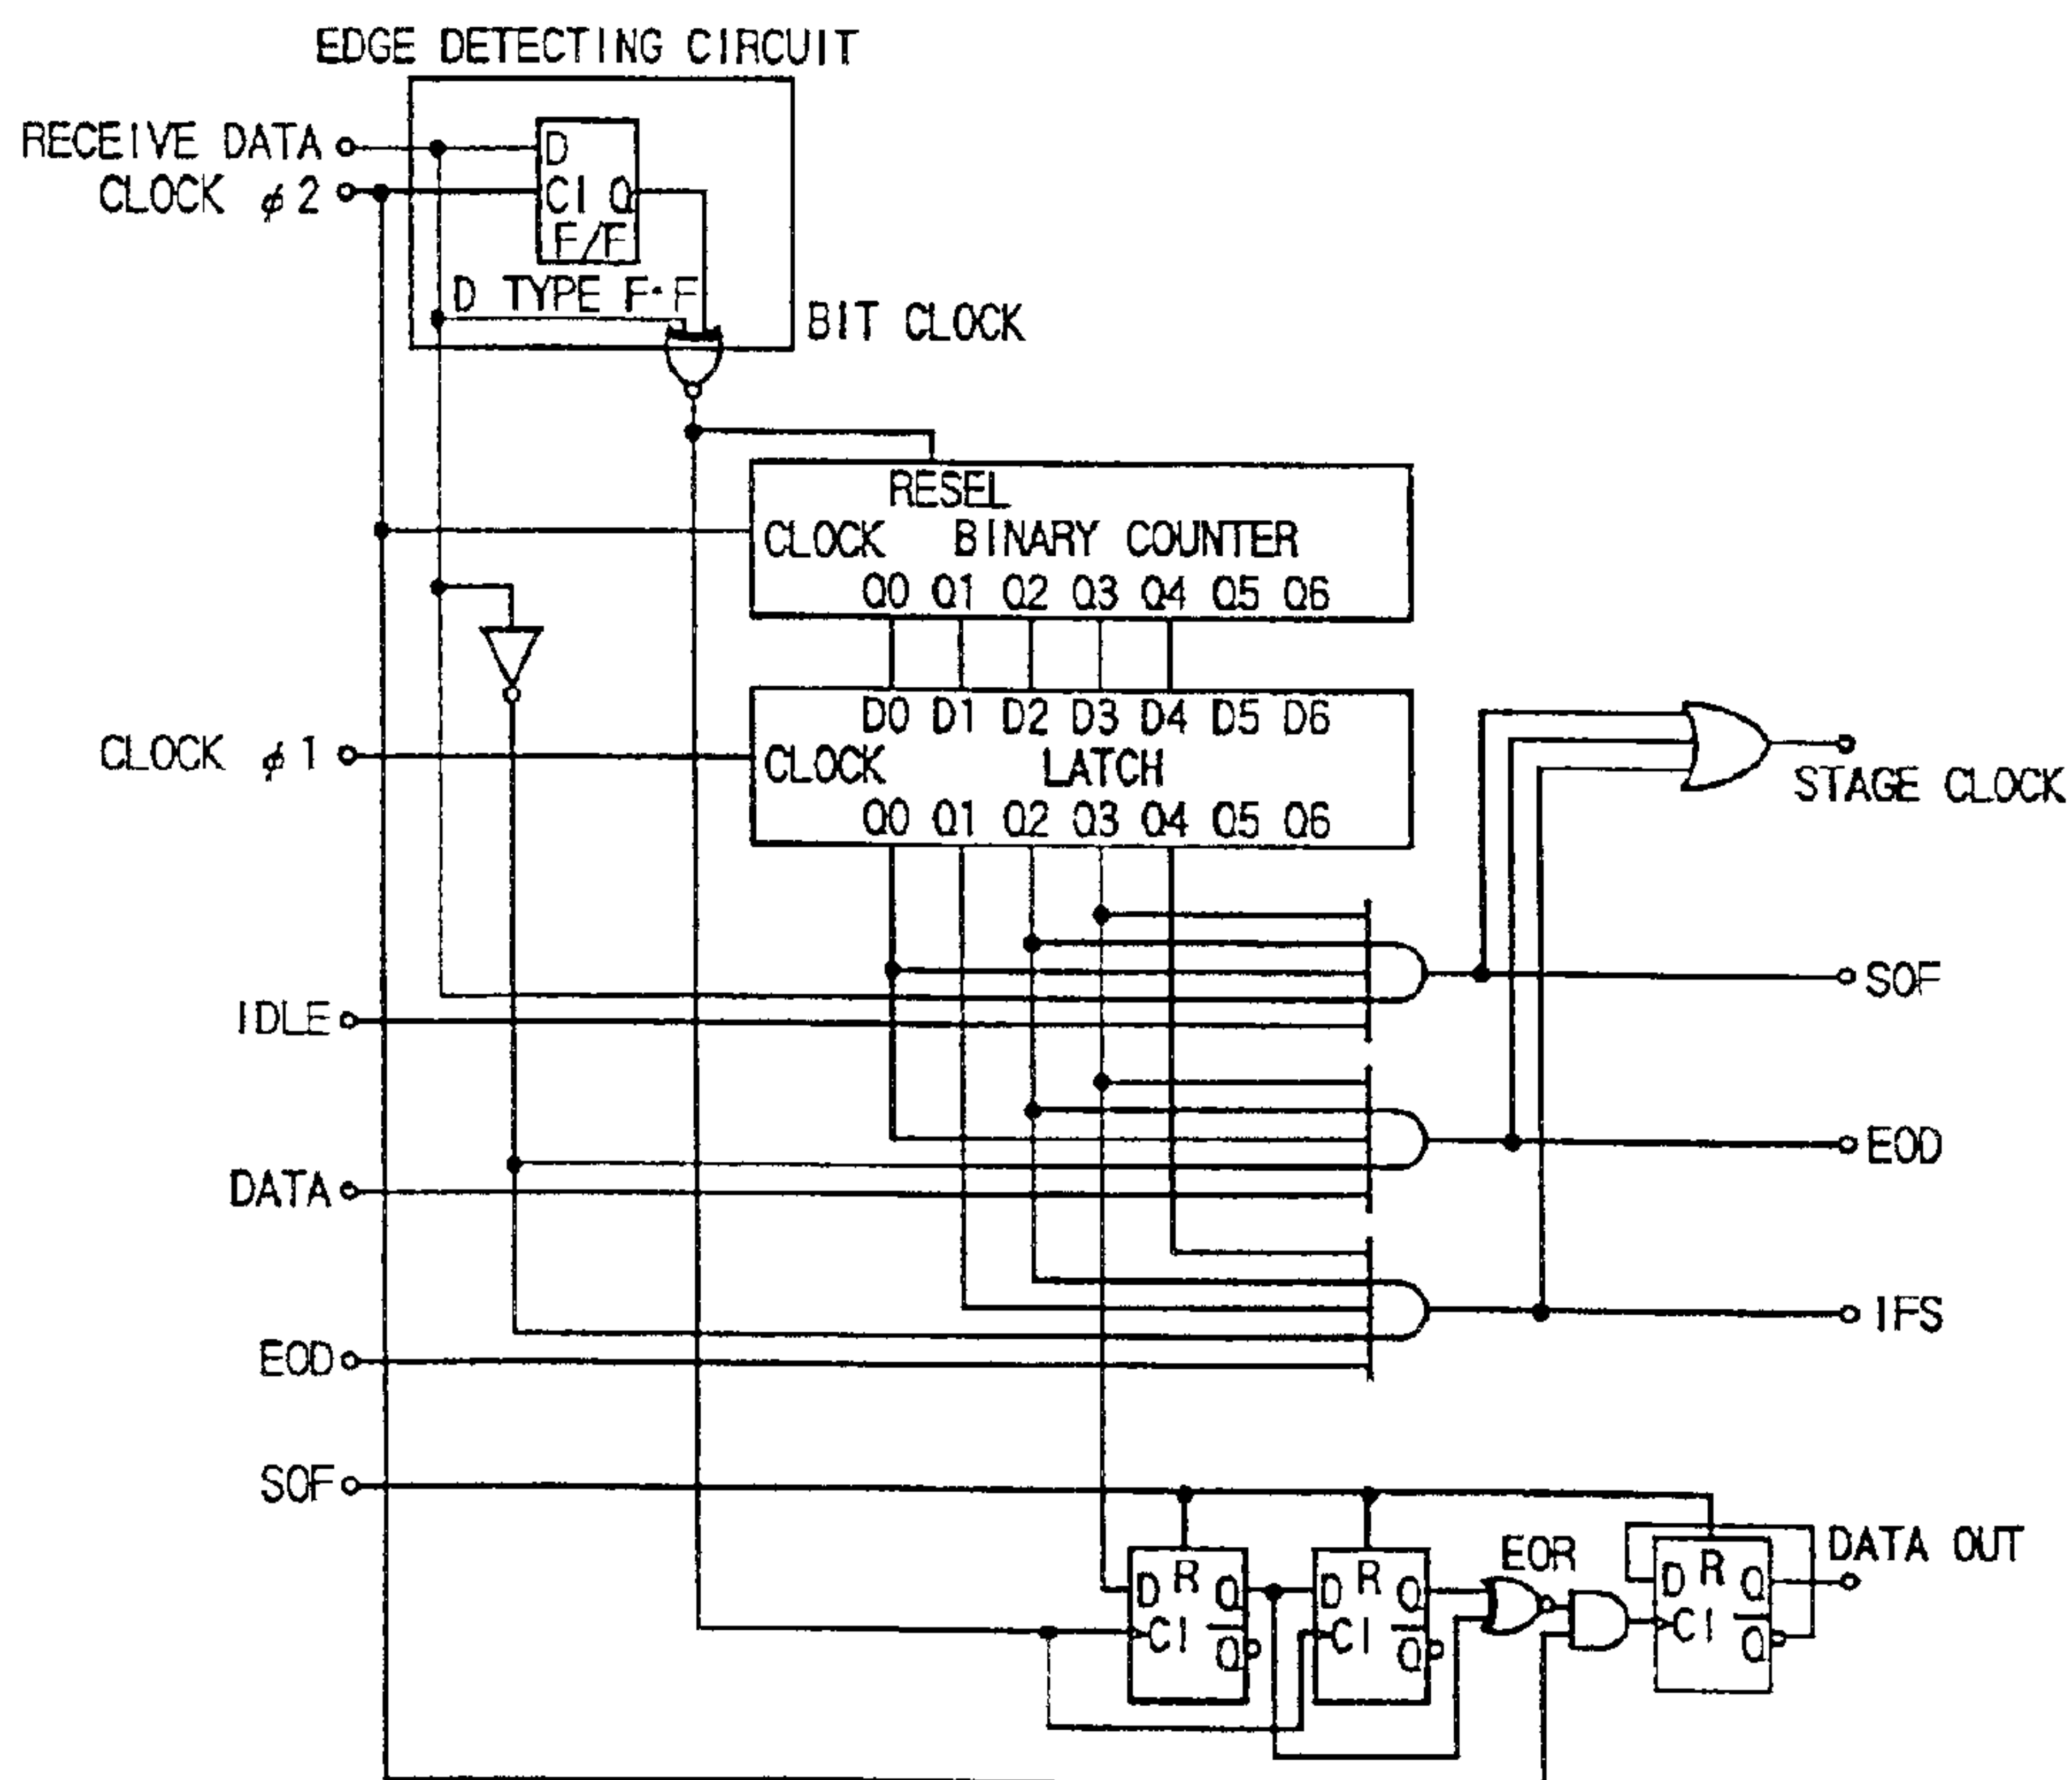 EDGE DETECTING CIRCUIT
RECEIVE DATA
D
CLOCK φ2
CI Q
F/F
D TYPE F·F
BIT CLOCK
RESEL
CLOCK BINARY COUNTER
Q0 Q1 Q2 Q3 Q4 Q5 Q6
D0 D1 D2 D3 D4 D5 D6
CLOCK φ1
CLOCK LATCH
STAGE CLOCK
Q0 Q1 Q2 Q3 Q4 Q5 Q6
SOF
IDLE
EOD
DATA
IFS
EOD
SOF
EOR
DATA OUT
D R Q
D R Q
D R Q
CI Q
CI Q
CI Q